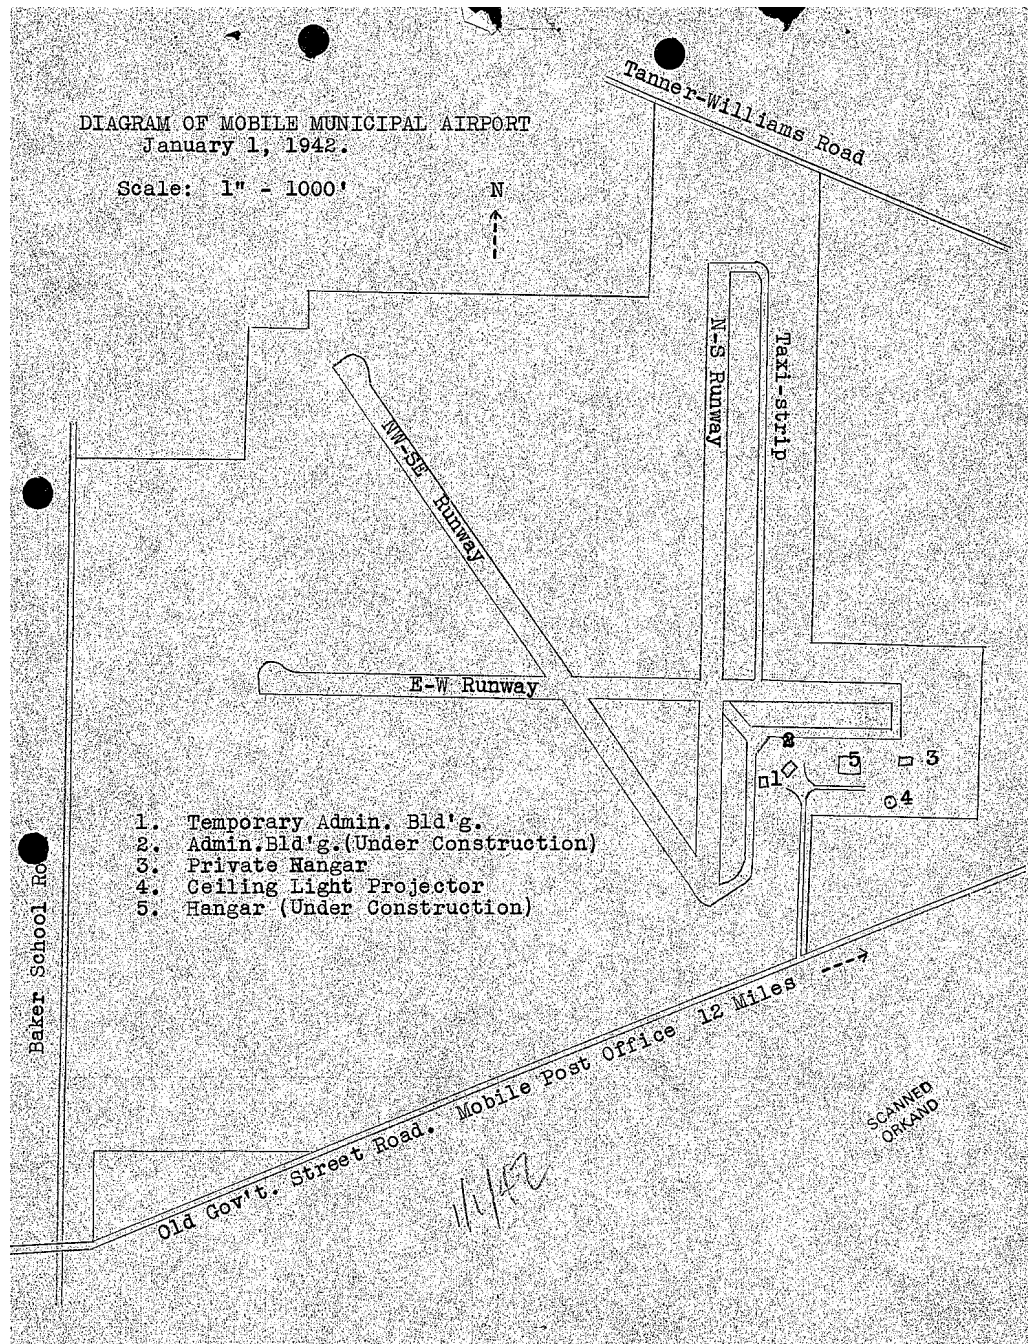 Tanner-Williams Road
DIAGRAM OF MOBILE MUNICIPAL AIRPORT
January 1, 1942.
Scale: 1" - 1000'
N
N-S Runway
Taxi-strip
NW-SE Runway
E-W Runway
2
1
5
3
4
1. Temporary Admin. Bld'g.
2. Admin.Bld'g.(Under Construction)
3. Private Hangar
4. Ceiling Light Projector
5. Hangar (Under Construction)
Baker School
Old Gov't. Street Road. Mobile Post Office 12 Miles
SCANNED
ORKAND
1/1/42